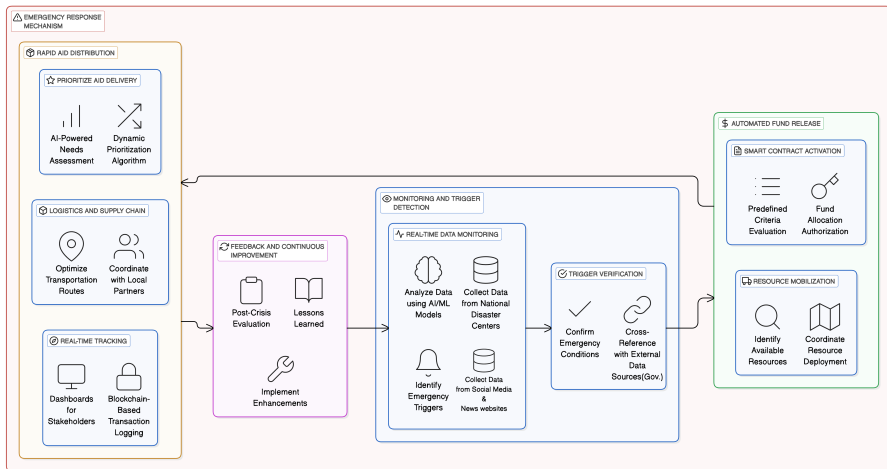 EMERGENCY RESPONSE
MECHANISM
RAPID AID DISTRIBUTION
PRIORITIZE AID DELIVERY
AI-Powered
Needs
Assessment
Dynamic
Prioritization
Algorithm
LOGISTICS AND SUPPLY CHAIN
Optimize
Transportation
Routes
Coordinate
with Local
Partners
REAL-TIME TRACKING
Dashboards
for
Stakeholders
Blockchain-
Based
Transaction
Logging
FEEDBACK AND CONTINUOUS
IMPROVEMENT
Post-Crisis
Evaluation
Lessons
Learned
Implement
Enhancements
MONITORING AND TRIGGER
DETECTION
REAL-TIME DATA MONITORING
Analyze Data
using AI/ML
Models
Collect Data
from National
Disaster
Centers
Identify
Emergency
Triggers
Collect Data
from Social Media
&
News websites
TRIGGER VERIFICATION
Confirm
Emergency
Conditions
Cross-
Reference
with External
Data
Sources(Gov.)
AUTOMATED FUND RELEASE
SMART CONTRACT ACTIVATION
Predefined
Criteria
Evaluation
Fund
Allocation
Authorization
RESOURCE MOBILIZATION
Identify
Available
Resources
Coordinate
Resource
Deployment